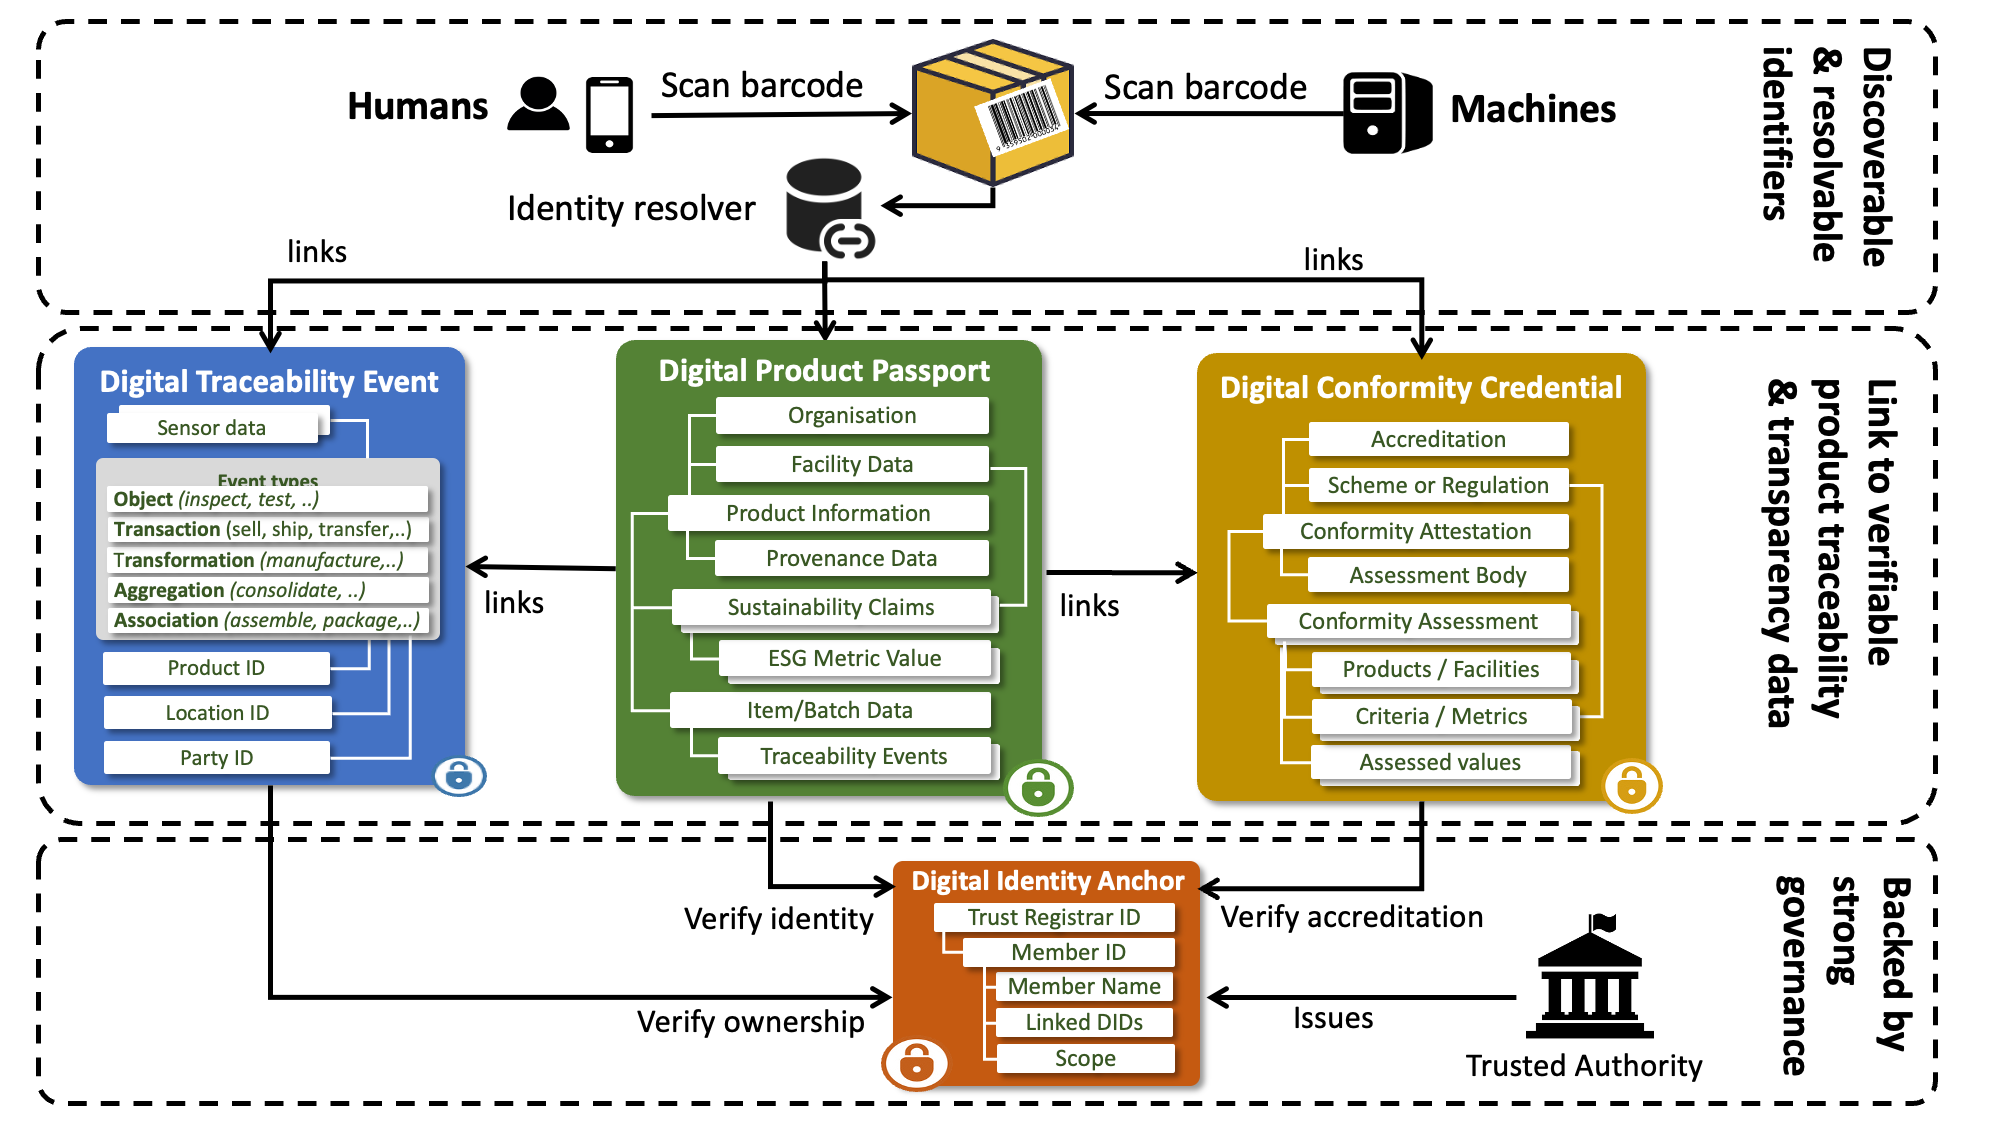 Humans
Scan barcode
Scan barcode
Machines
Discoverable
& resolvable
identifiers
Identity resolver
links
links
Digital Traceability Event
Sensor data
Event types
Object (inspect, test, ..)
Transaction (sell, ship, transfer,..)
Transformation (manufacture,..)
Aggregation (consolidate, ..)
Association (assemble, package,..)
Product ID
Location ID
Party ID
links
Digital Product Passport
Organisation
Facility Data
Product Information
Provenance Data
Sustainability Claims
ESG Metric Value
Item/Batch Data
Traceability Events
links
Digital Conformity Credential
Accreditation
Scheme or Regulation
Conformity Attestation
Assessment Body
Conformity Assessment
Products / Facilities
Criteria / Metrics
Assessed values
Link to verifiable
product traceability
& transparency data
Verify identity
Verify ownership
Digital Identity Anchor
Trust Registrar ID
Member ID
Member Name
Linked DIDs
Scope
Verify accreditation
Issues
Trusted Authority
Backed by
strong
governance